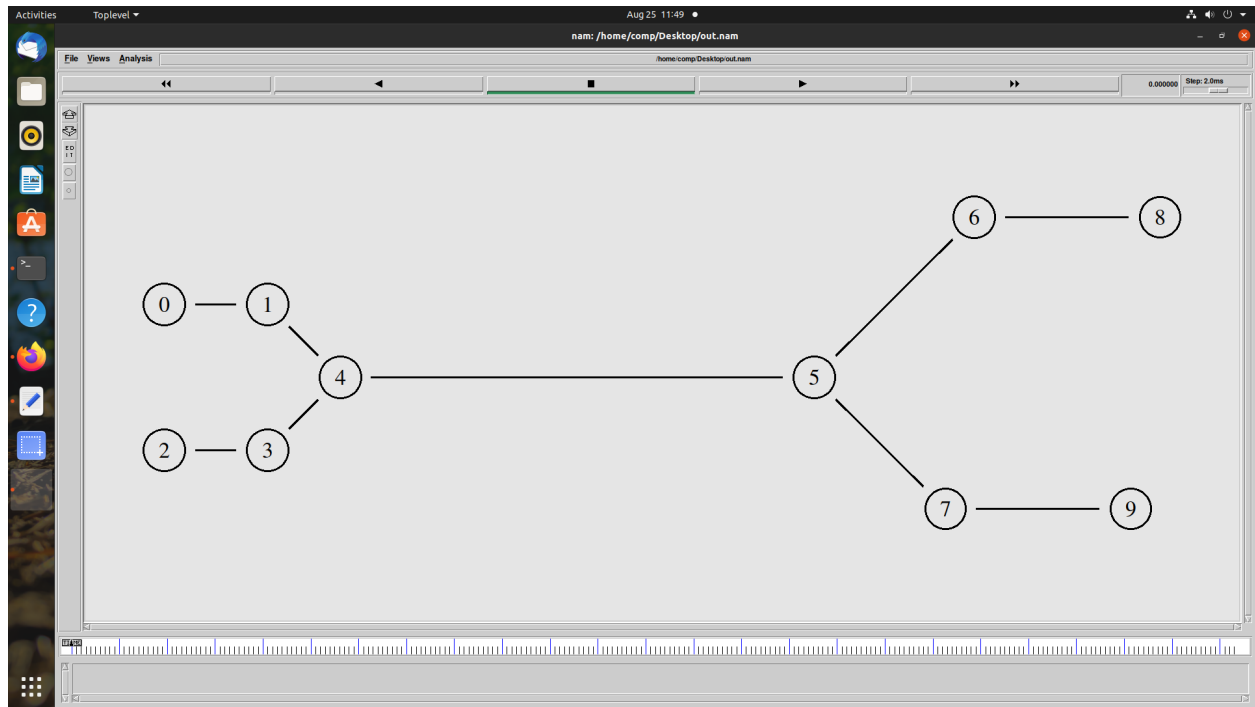 Activities Toplevel Aug 25 11:49
nam: /home/comp/Desktop/out.nam
File Views Analysis /home/comp/Desktop/out.nam
0.000000 Step: 2.0ms
E D
I T
6 8
0 1
4 5
2 3
7 9
TIME